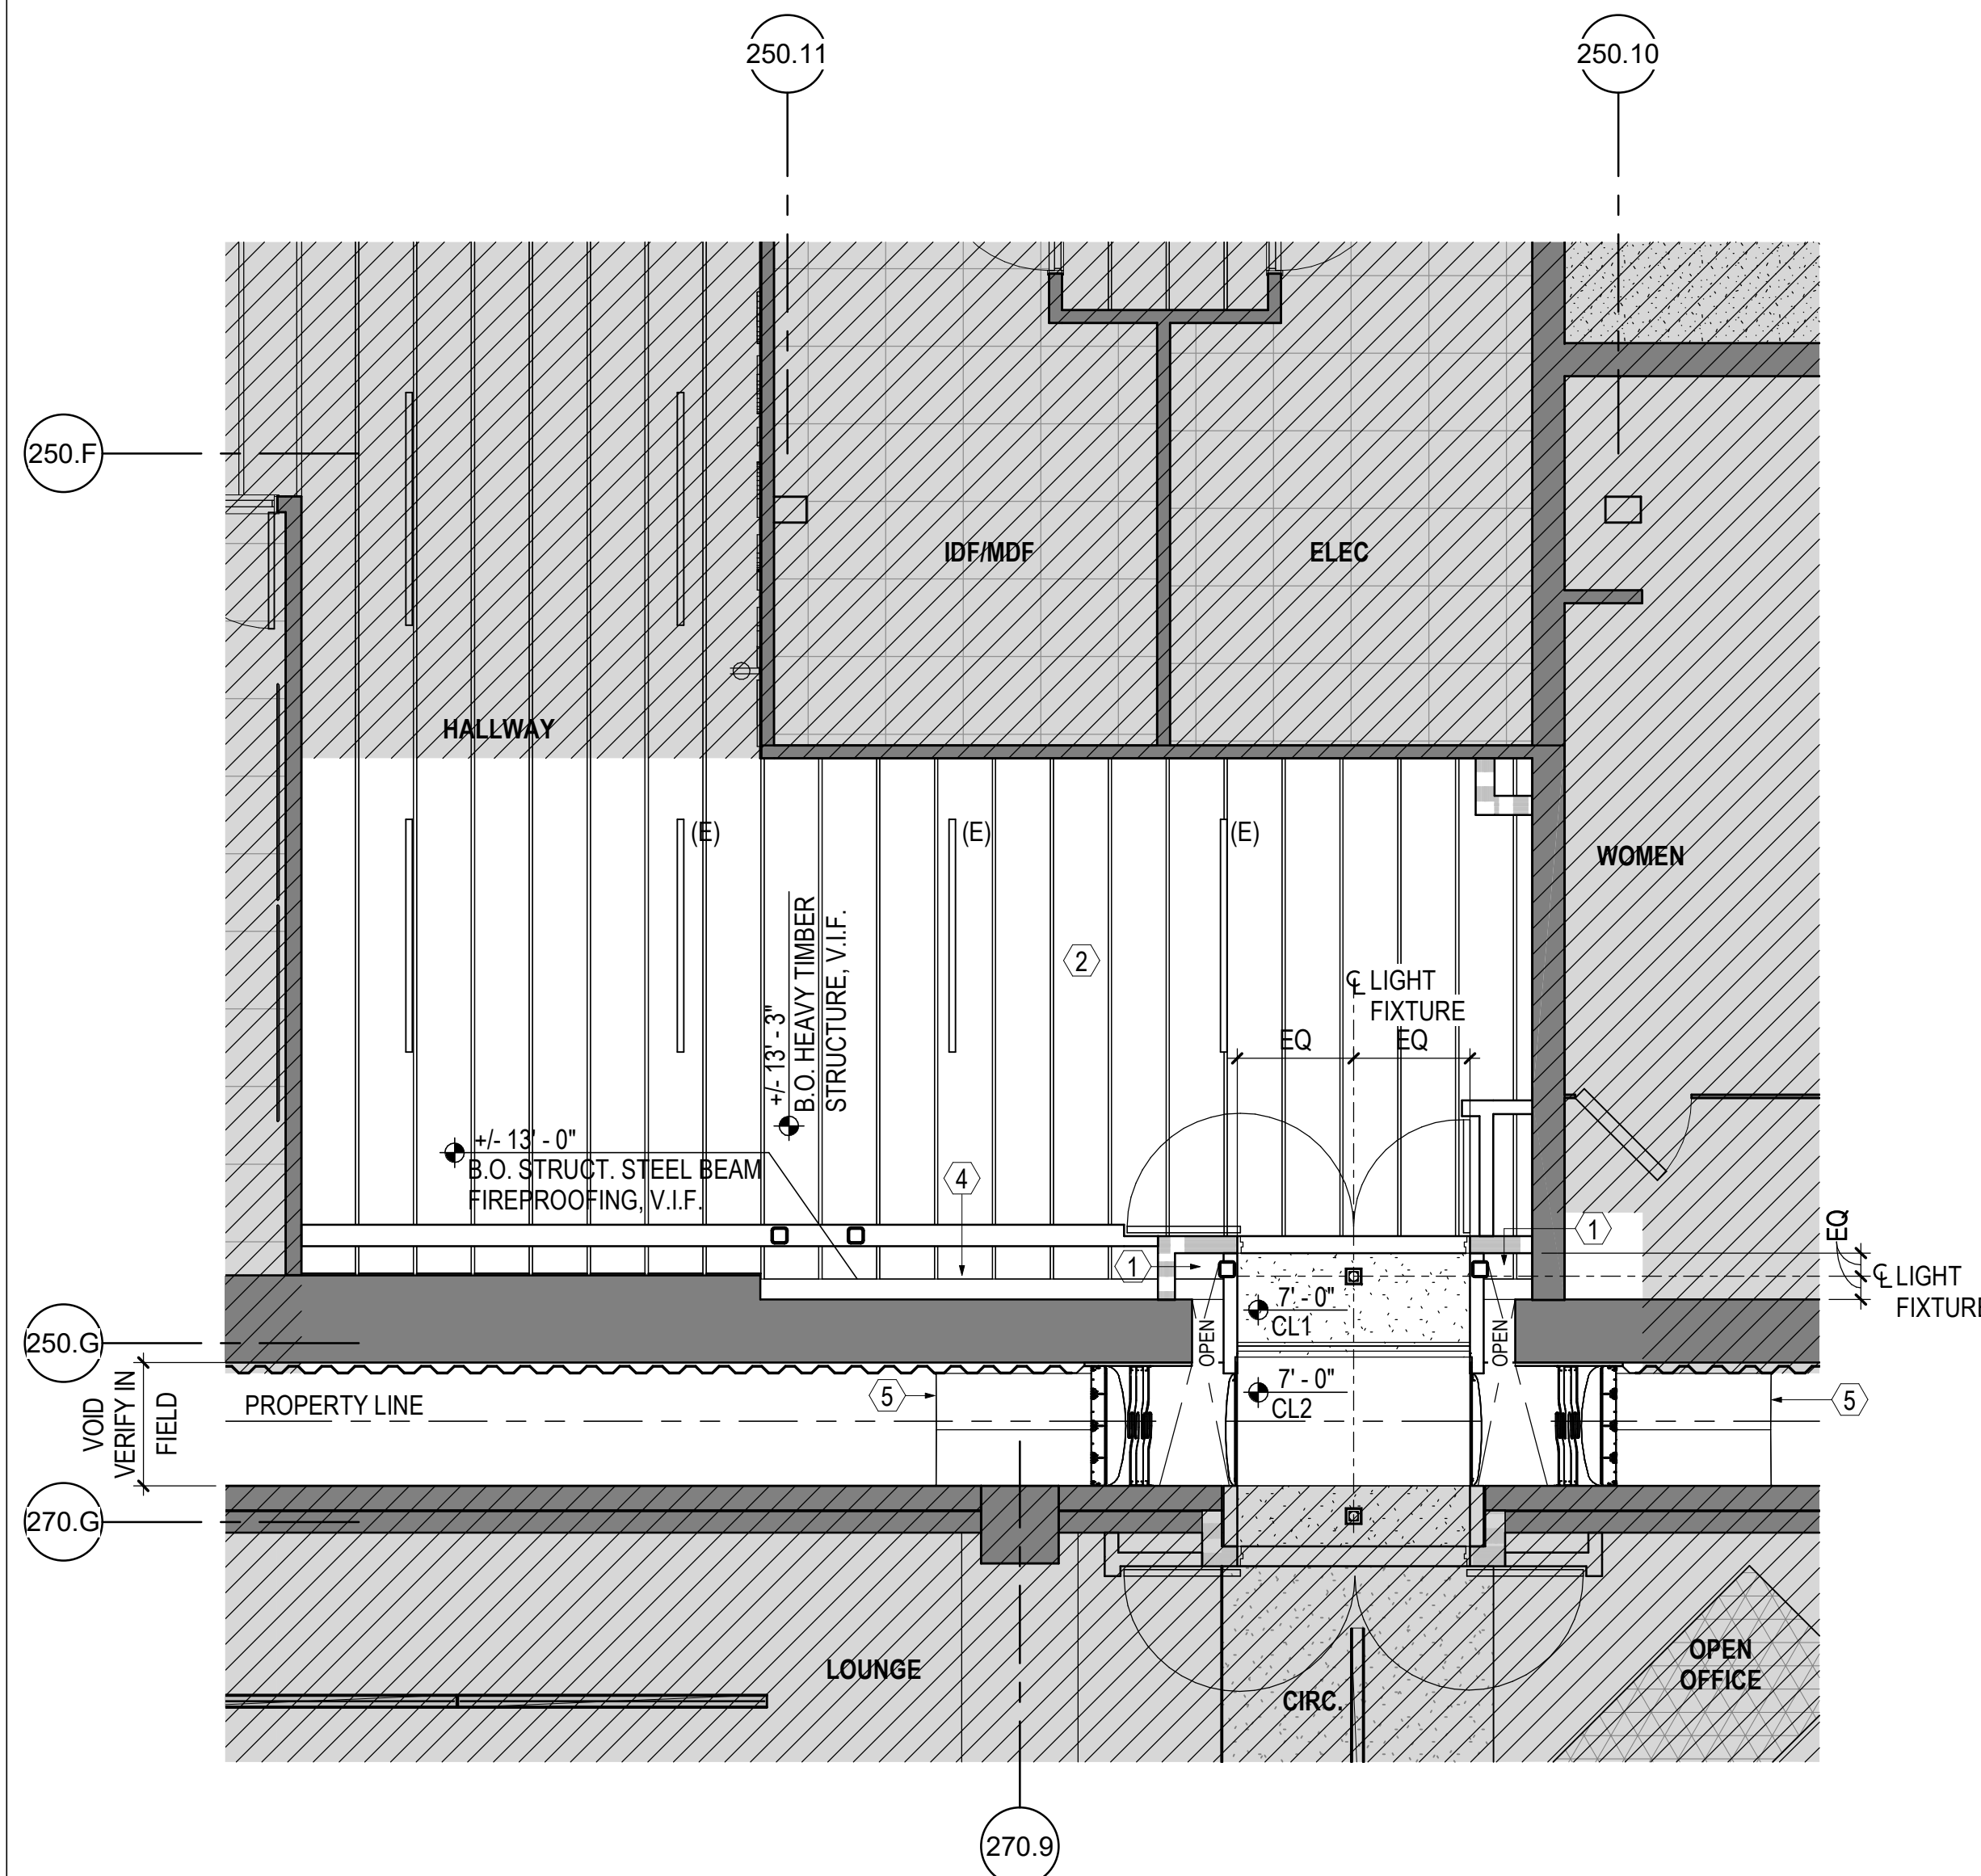 250.11
250.10
250.F
IDF/MDF
ELEC
HALLWAY
(E)
(E)
(E)
WOMEN
2
+/- 13' - 3"
B.O. HEAVY TIMBER
STRUCTURE, V.I.F.
℄ LIGHT
FIXTURE
EQ
EQ
+/- 13' - 0"
B.O. STRUCT. STEEL BEAM
FIREPROOFING, V.I.F.
4
1
1
EQ
℄ LIGHT
FIXTURE
7' - 0"
CL1
OPEN
OPEN
250.G
7' - 0"
CL2
5
5
PROPERTY LINE
VOID
VERIFY IN
FIELD
270.G
LOUNGE
CIRC.
OPEN
OFFICE
270.9